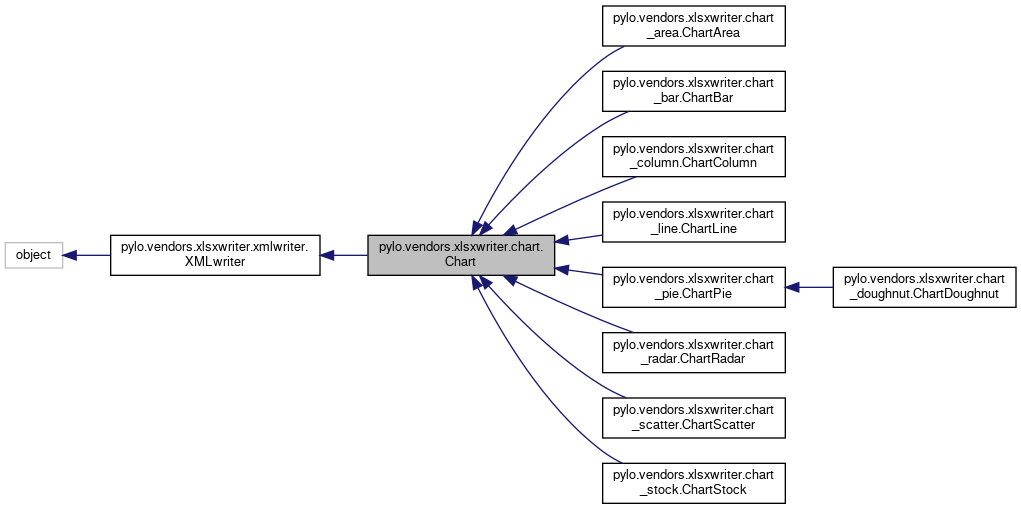 object
pylo.vendors.xlsxwriter.xmlwriter.
XMLwriter
pylo.vendors.xlsxwriter.chart.
Chart
pylo.vendors.xlsxwriter.chart
_area.ChartArea
pylo.vendors.xlsxwriter.chart
_bar.ChartBar
pylo.vendors.xlsxwriter.chart
_column.ChartColumn
pylo.vendors.xlsxwriter.chart
_line.ChartLine
pylo.vendors.xlsxwriter.chart
_pie.ChartPie
pylo.vendors.xlsxwriter.chart
_doughnut.ChartDoughnut
pylo.vendors.xlsxwriter.chart
_radar.ChartRadar
pylo.vendors.xlsxwriter.chart
_scatter.ChartScatter
pylo.vendors.xlsxwriter.chart
_stock.ChartStock